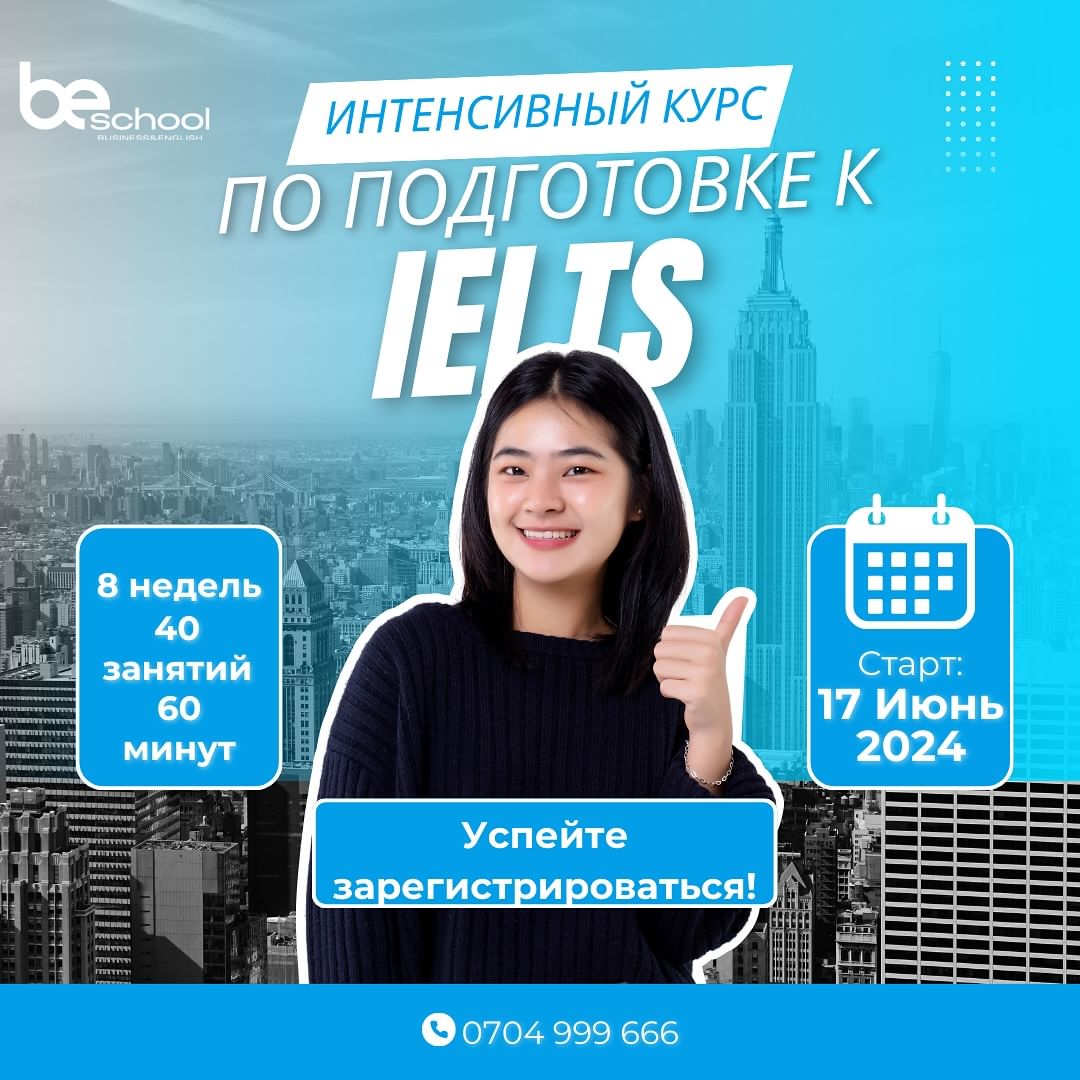 be school
BUSINESS&ENGLISH
ИНТЕНСИВНЫЙ КУРС
ПО ПОДГОТОВКЕ К
IELTS
8 недель
40
занятий
60
минут
Старт:
17 Июнь
2024
Успейте
зарегистрироваться!
0704 999 666